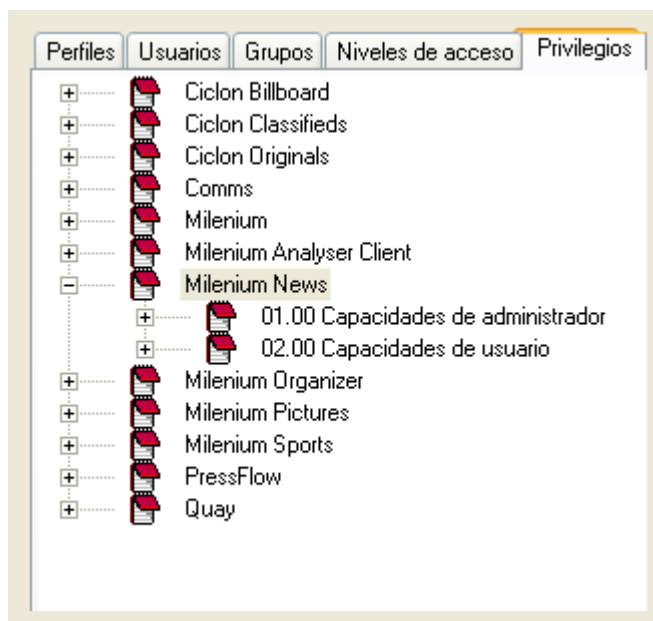 Perfiles Usuarios Grupos Niveles de acceso Privilegios
Ciclon Billboard
Ciclon Classifieds
Ciclon Originals
Comms
Milenium
Milenium Analyser Client
Milenium News
01.00 Capacidades de administrador
02.00 Capacidades de usuario
Milenium Organizer
Milenium Pictures
Milenium Sports
PressFlow
Quay